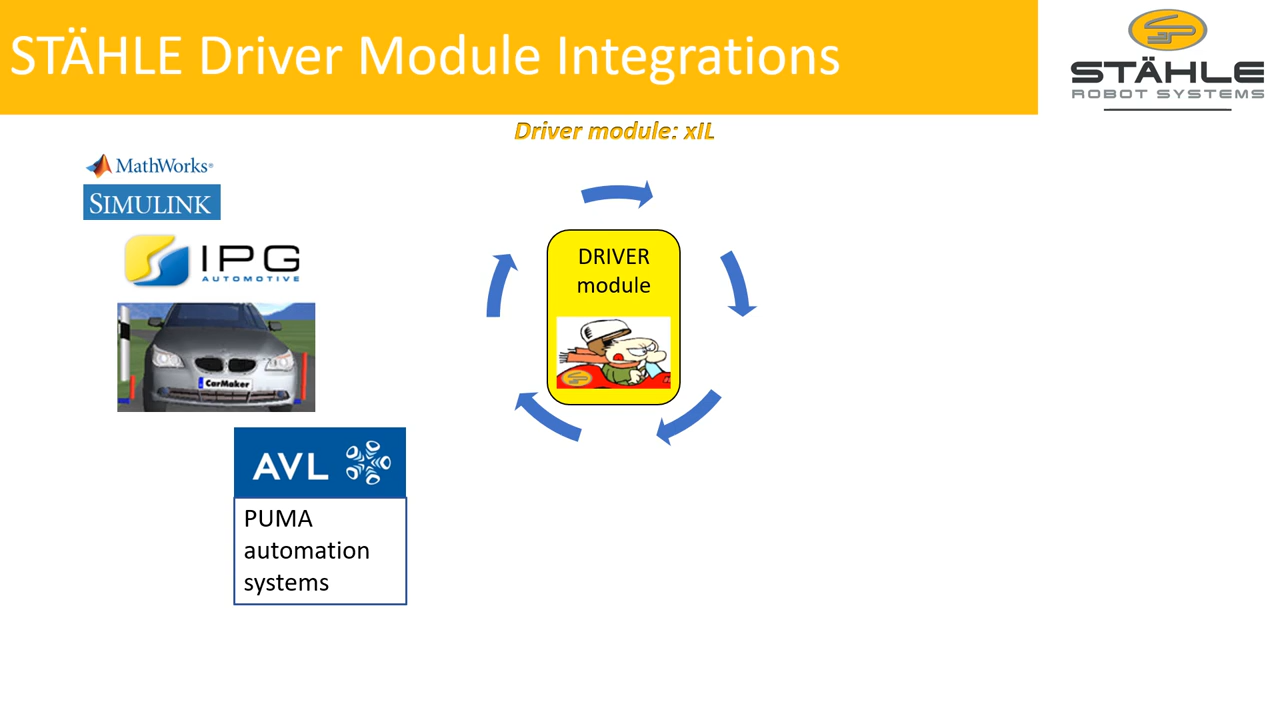 STÄHLE Driver Module Integrations
STÄHLE
ROBOT SYSTEMS
Driver module: xIL
MathWorks®
SIMULINK
IPG
AUTOMOTIVE
CarMaker
DRIVER
module
AVL
PUMA
automation
systems